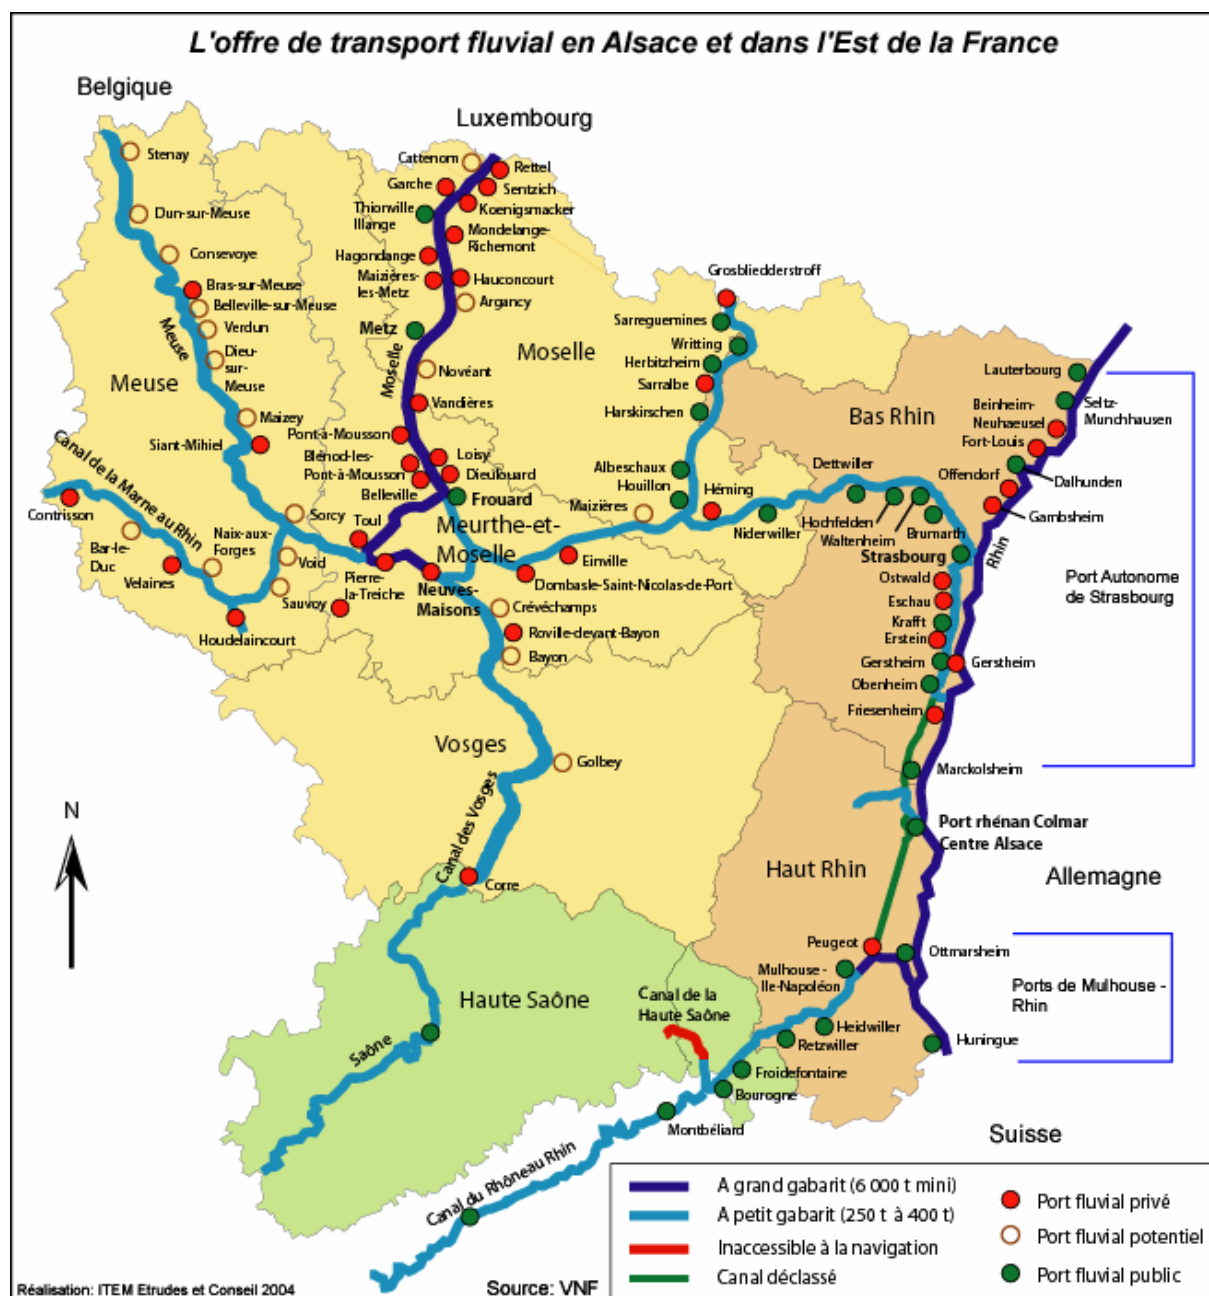 L'offre de transport fluvial en Alsace et dans l'Est de la France
Belgique
Luxembourg
Stenay
Dun-sur-Meuse
Consevoye
Bras-sur-Meuse
Belleville-sur-Meuse
Verdun
Dieu-
sur-
Meuse
Meuse
Meuse
Maizey
Siant-Mihiel
Canal de la Marne au Rhin
Contrisson
Bar-le-
Duc
Velaines
Naix-aux-
Forges
Houdelaincourt
Sorcy
Void
Sauvoy
Cattenom
Rettel
Garche
Sentzich
Koenigsmacker
Thionville
Illange
Mondelange-
Richemont
Hagondange
Maizières-
les-Metz
Hauconcourt
Argancy
Metz
Moselle
Moselle
Novéant
Vandières
Pont-à-Mousson
Blénod-les-
Pont-à-Mousson
Belleville
Loisy
Dieulouard
Frouard
Toul
Meurthe-et-
Moselle
Pierre-
la-Treiche
Neuves-
Maisons
Maizières
Einville
Dombasle-Saint-Nicolas-de-Port
Crévéchamps
Roville-devant-Bayon
Bayon
Grosbliedderstroff
Sarreguemines
Writting
Herbitzheim
Sarralbe
Harskirschen
Albeschaux
Houillon
Héming
Niderwiller
Bas Rhin
Dettwiller
Hochfelden
Waltenheim
Brumarth
Strasbourg
Ostwald
Eschau
Krafft
Erstein
Gerstheim
Gerstheim
Obenheim
Friesenheim
Marckolsheim
Lauterbourg
Seltz-
Munchhausen
Beinheim-
Neuhaeusel
Fort-Louis
Offendorf
Dalhunden
Gambsheim
Rhin
Port Autonome
de Strasbourg
Vosges
Golbey
Canal des Vosges
Corre
N
Port rhénan Colmar
Centre Alsace
Haut Rhin
Allemagne
Peugeot
Ottmarsheim
Mulhouse -
Ile-Napoléon
Ports de Mulhouse -
Rhin
Huningue
Heidwiller
Retzwiller
Froidefontaine
Bourogne
Montbéliard
Haute Saône
Canal de la
Haute Saône
Saône
Canal du Rhôneau Rhin
Suisse
A grand gabarit (6 000 t mini)
A petit gabarit (250 t à 400 t)
Inaccessible à la navigation
Canal déclassé
Port fluvial privé
Port fluvial potentiel
Port fluvial public
Réalisation: ITEM Etudes et Conseil 2004
Source: VNF